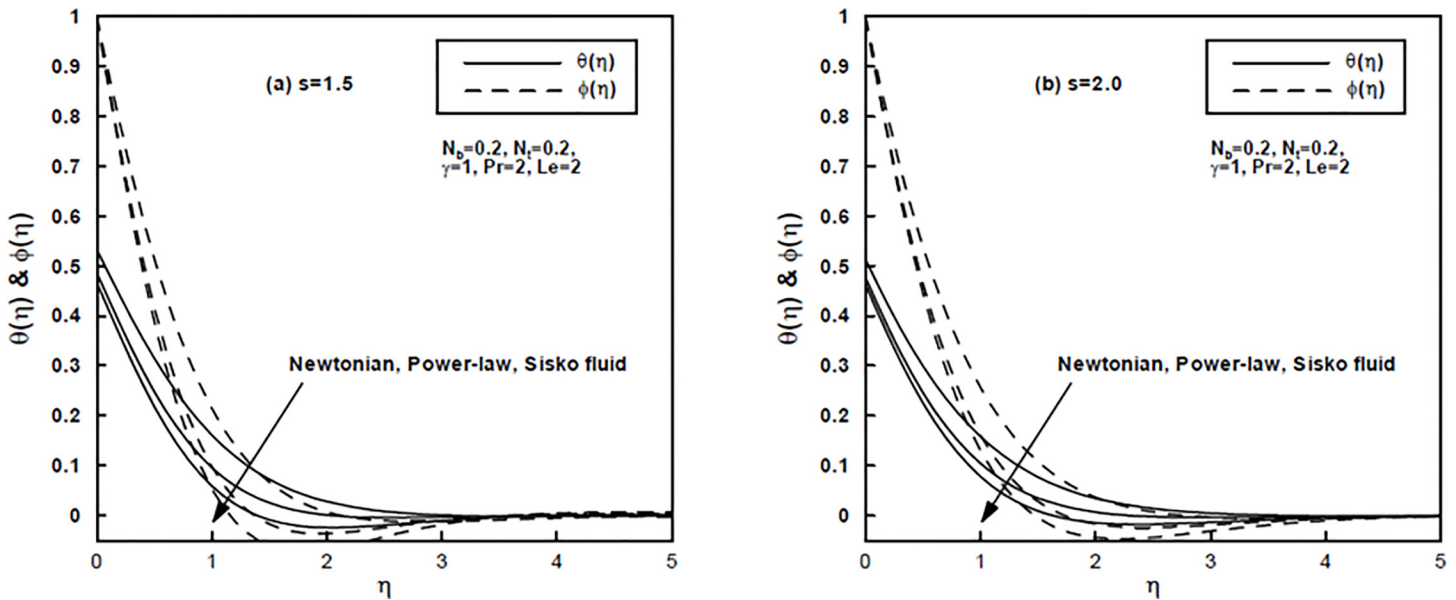 (a) s=1.5
θ(η)
ϕ(η)
N_b=0.2, N_t=0.2,
γ=1, Pr=2, Le=2
Newtonian, Power-law, Sisko fluid
θ(η) & ϕ(η)
1
0.9
0.8
0.7
0.6
0.5
0.4
0.3
0.2
0.1
0
0 1 2 3 4 5
η
(b) s=2.0
θ(η)
ϕ(η)
N_b=0.2, N_t=0.2,
γ=1, Pr=2, Le=2
Newtonian, Power-law, Sisko fluid
θ(η) & ϕ(η)
1
0.9
0.8
0.7
0.6
0.5
0.4
0.3
0.2
0.1
0
0 1 2 3 4 5
η